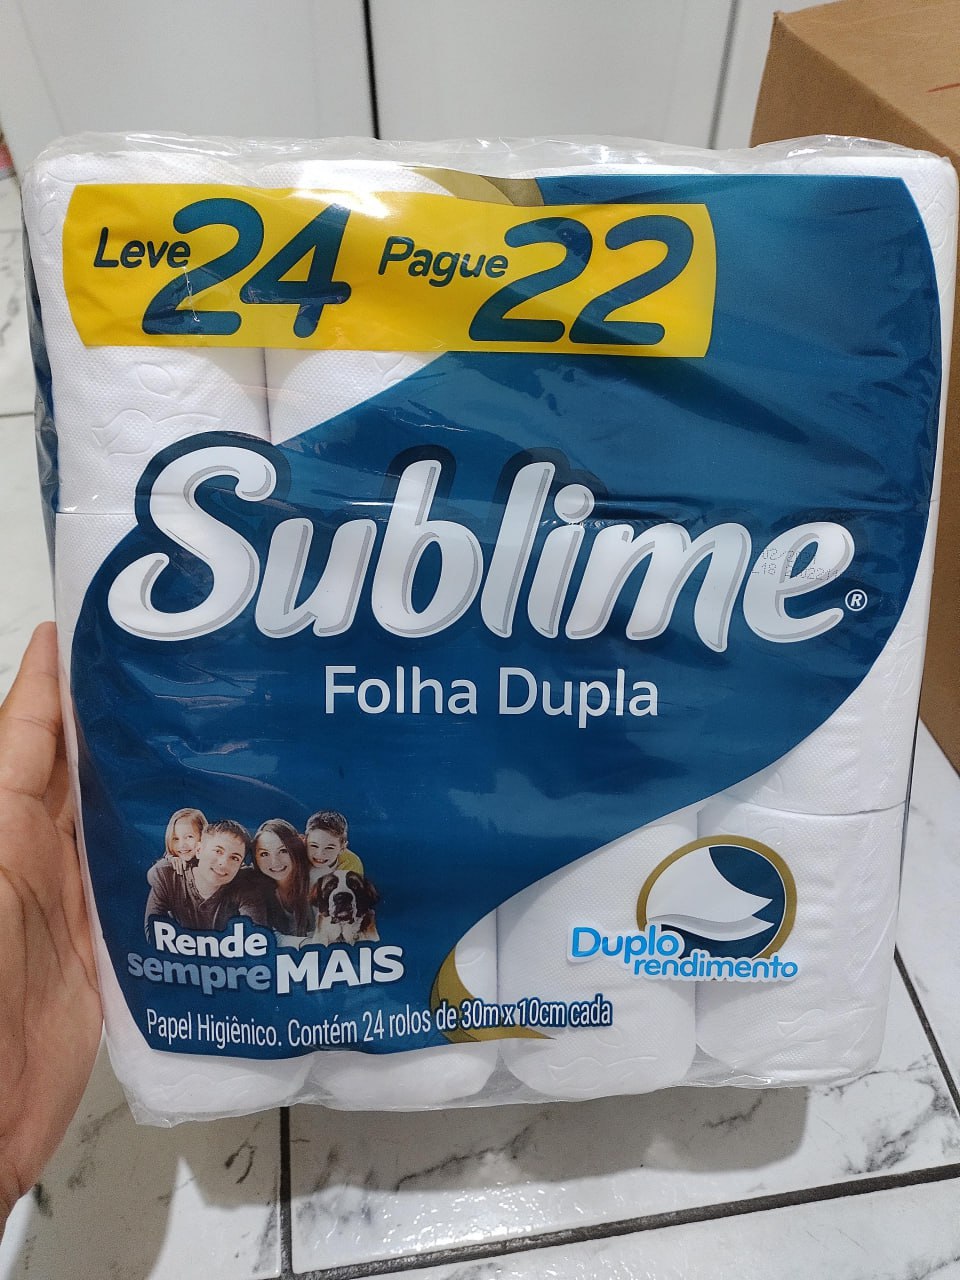 Leve 24 Pague 22
Sublime®
Folha Dupla
Rende
sempre MAIS
Duplo
rendimento
Papel Higiênico. Contém 24 rolos de 30m x 10cm cada